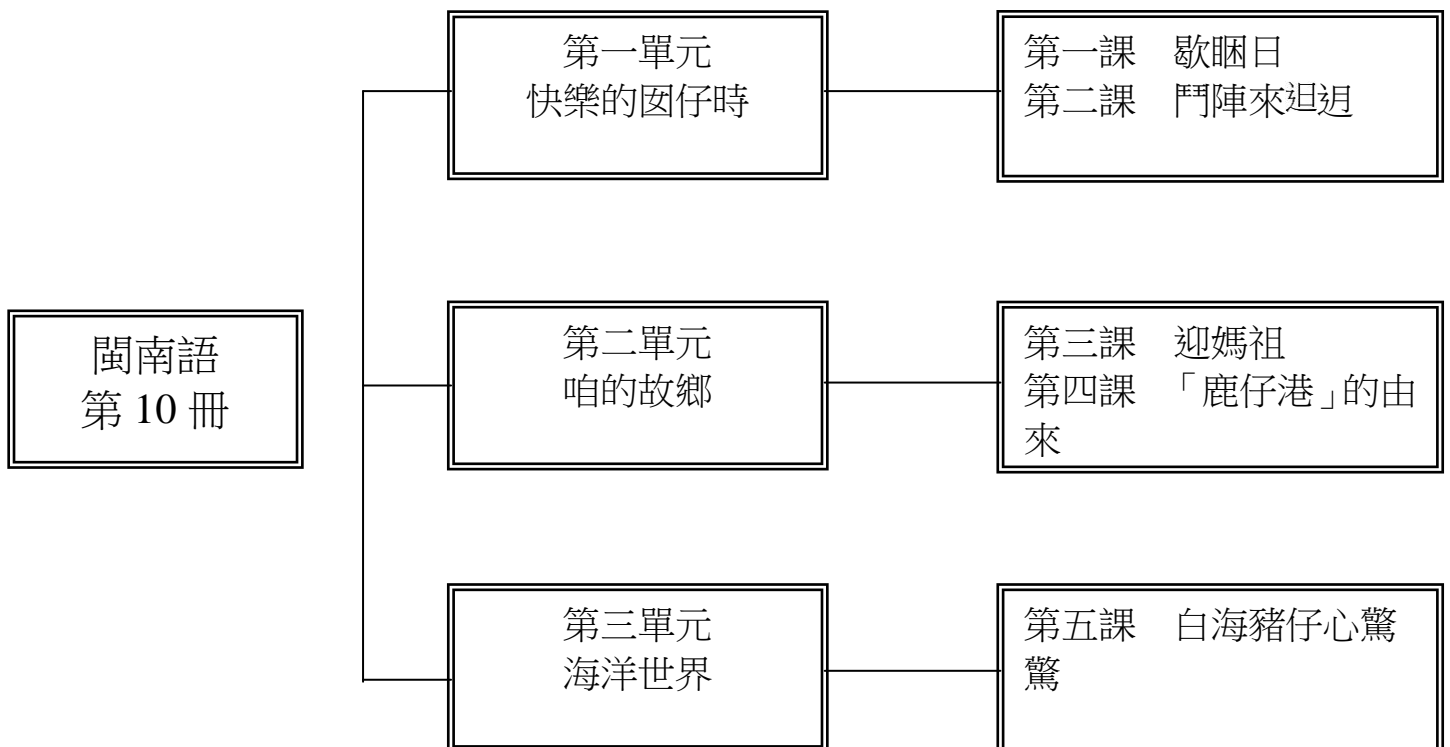 第一單元
快樂的囡仔時
第一課 歇睏日
第二課 鬥陣來𨑨迌
閩南語
第 10 冊
第二單元
咱的故鄉
第三課 迎媽祖
第四課 「鹿仔港」的由
來
第三單元
海洋世界
第五課 白海豬仔心驚
驚